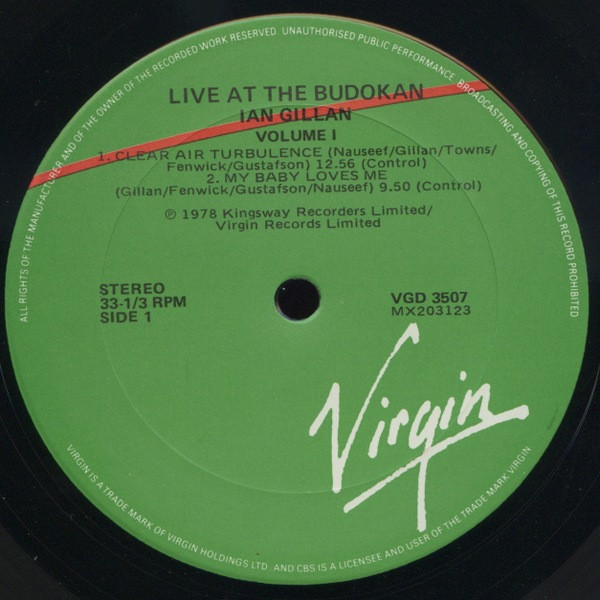 ALL RIGHTS OF THE MANUFACTURER AND OF THE OWNER OF THE RECORDED WORK RESERVED. UNAUTHORISED PUBLIC PERFORMANCE, BROADCASTING AND COPYING OF THIS RECORD PROHIBITED
LIVE AT THE BUDOKAN
IAN GILLAN
VOLUME I
1. CLEAR AIR TURBULENCE (Nauseef/Gillan/Towns/
Fenwick/Gustafson) 12.56 (Control)
2. MY BABY LOVES ME
(Gillan/Fenwick/Gustafson/Nauseef) 9.50 (Control)
℗ 1978 Kingsway Recorders Limited/
Virgin Records Limited
STEREO
33-1/3 RPM
SIDE 1
VGD 3507
MX203123
Virgin
VIRGIN IS A TRADE MARK OF VIRGIN HOLDINGS LTD. AND CBS IS A LICENSEE AND USER OF THE TRADE MARK VIRGIN